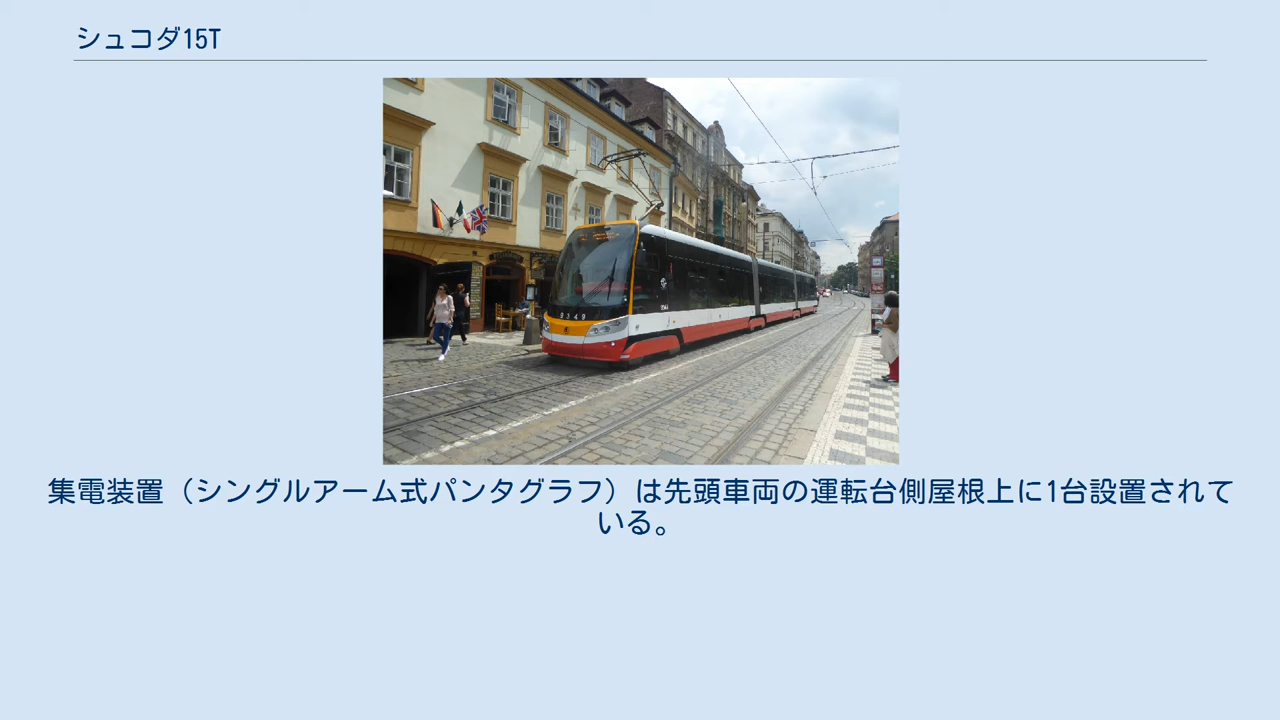 シュコダ15T
9349
集電装置（シングルアーム式パンタグラフ）は先頭車両の運転台側屋根上に1台設置されて
いる。